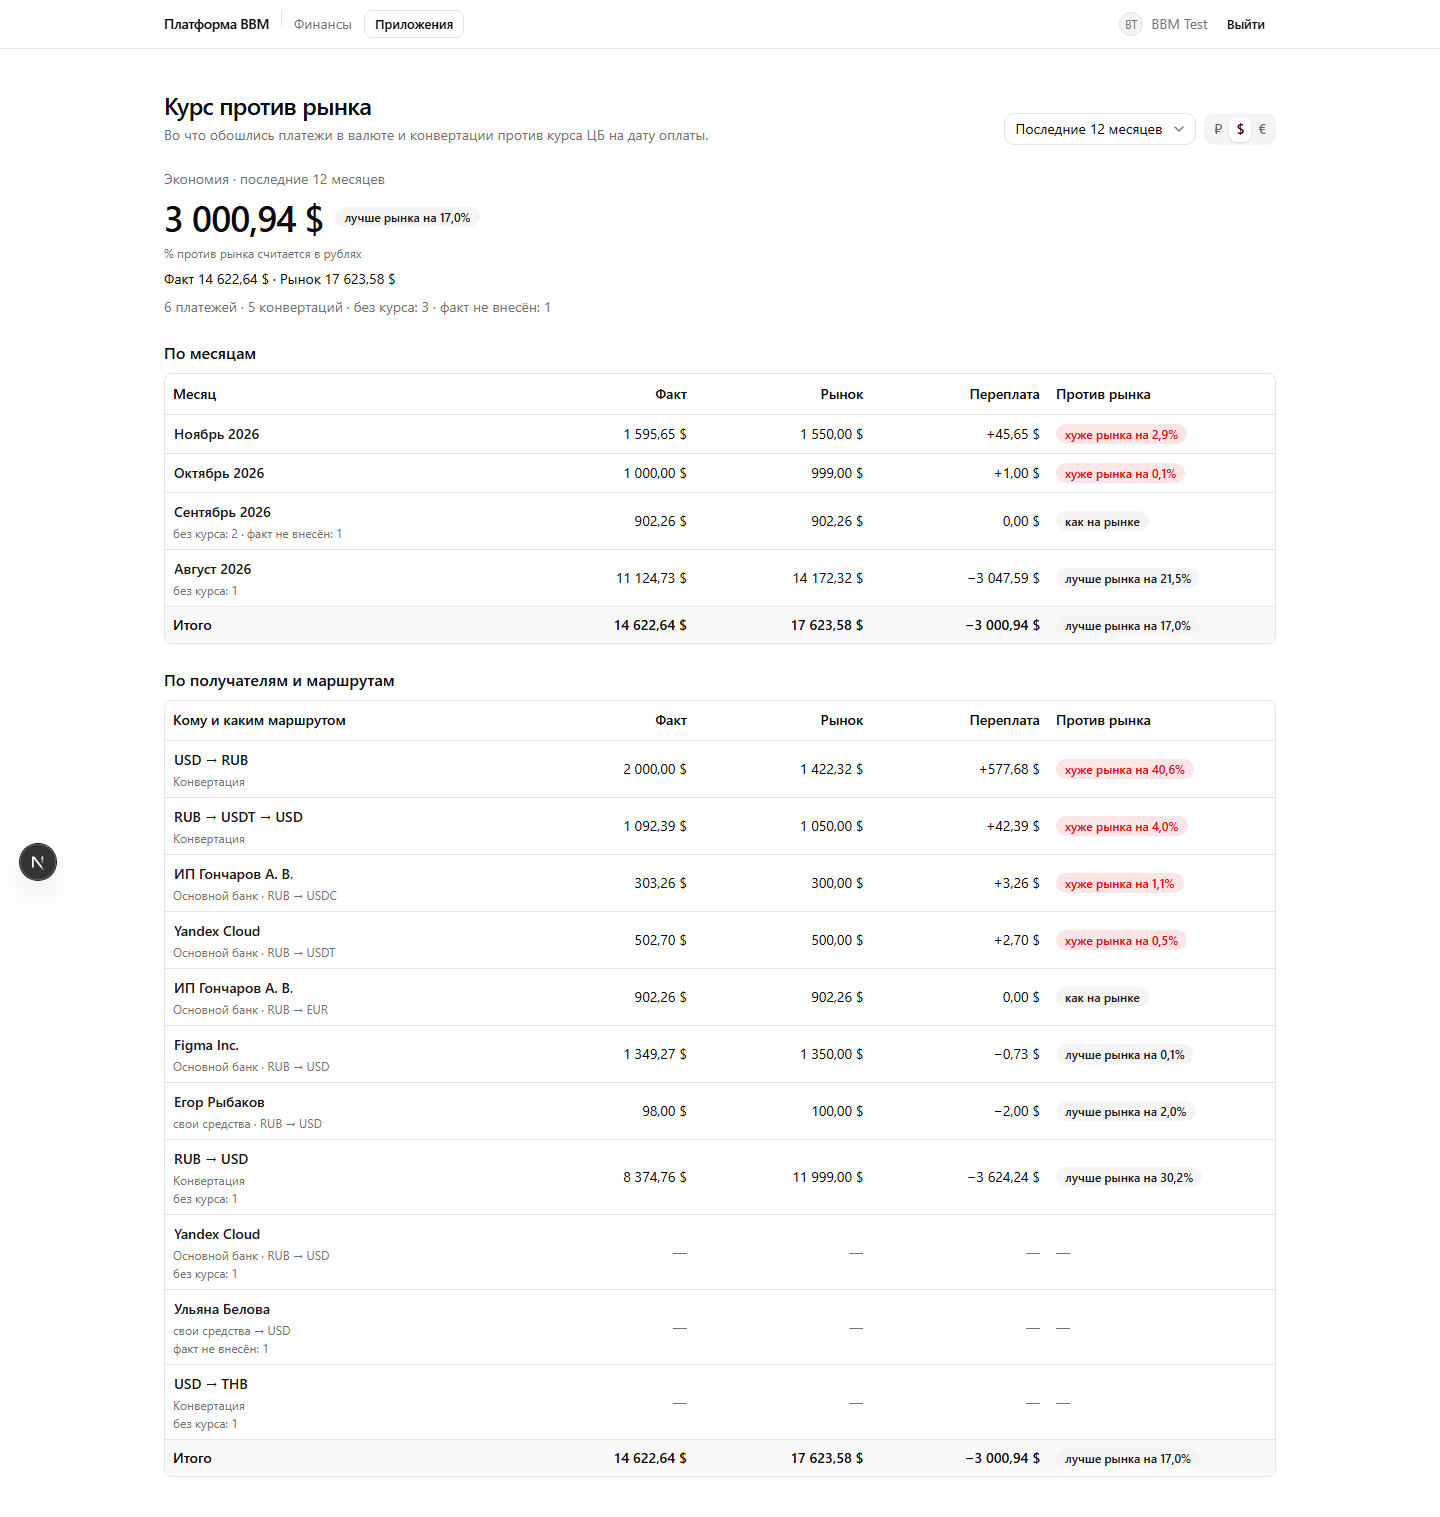 Платформа BBM Финансы Приложения BT BBM Test Выйти
Курс против рынка
Во что обошлись платежи в валюте и конвертации против курса ЦБ на дату оплаты.
Последние 12 месяцев ₽ $ €
Экономия · последние 12 месяцев
3 000,94 $ лучше рынка на 17,0%
% против рынка считается в рублях
Факт 14 622,64 $ · Рынок 17 623,58 $
6 платежей · 5 конвертаций · без курса: 3 · факт не внесён: 1
По месяцам
Месяц Факт Рынок Переплата Против рынка
Ноябрь 2026 1 595,65 $ 1 550,00 $ +45,65 $ хуже рынка на 2,9%
Октябрь 2026 1 000,00 $ 999,00 $ +1,00 $ хуже рынка на 0,1%
Сентябрь 2026 902,26 $ 902,26 $ 0,00 $ как на рынке
без курса: 2 · факт не внесён: 1
Август 2026 11 124,73 $ 14 172,32 $ −3 047,59 $ лучше рынка на 21,5%
без курса: 1
Итого 14 622,64 $ 17 623,58 $ −3 000,94 $ лучше рынка на 17,0%
По получателям и маршрутам
Кому и каким маршрутом Факт Рынок Переплата Против рынка
USD → RUB 2 000,00 $ 1 422,32 $ +577,68 $ хуже рынка на 40,6%
Конвертация
RUB → USDT → USD 1 092,39 $ 1 050,00 $ +42,39 $ хуже рынка на 4,0%
Конвертация
ИП Гончаров А. В. 303,26 $ 300,00 $ +3,26 $ хуже рынка на 1,1%
Основной банк · RUB → USDC
Yandex Cloud 502,70 $ 500,00 $ +2,70 $ хуже рынка на 0,5%
Основной банк · RUB → USDT
ИП Гончаров А. В. 902,26 $ 902,26 $ 0,00 $ как на рынке
Основной банк · RUB → EUR
Figma Inc. 1 349,27 $ 1 350,00 $ −0,73 $ лучше рынка на 0,1%
Основной банк · RUB → USD
Егор Рыбаков 98,00 $ 100,00 $ −2,00 $ лучше рынка на 2,0%
свои средства · RUB → USD
RUB → USD 8 374,76 $ 11 999,00 $ −3 624,24 $ лучше рынка на 30,2%
Конвертация
без курса: 1
Yandex Cloud — — — —
Основной банк · RUB → USD
без курса: 1
Ульяна Белова — — — —
свои средства → USD
факт не внесён: 1
USD → THB — — — —
Конвертация
без курса: 1
Итого 14 622,64 $ 17 623,58 $ −3 000,94 $ лучше рынка на 17,0%